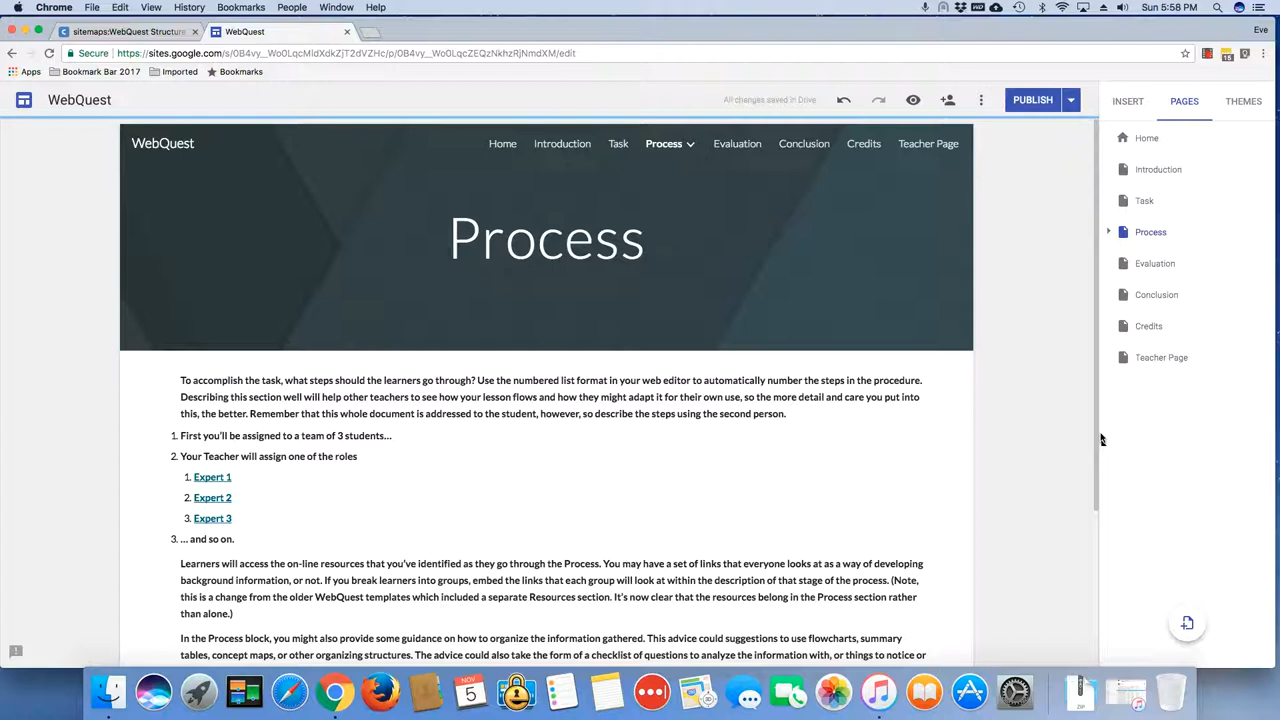 Chrome File Edit View History Bookmarks People Window Help Sun 5:58 PM
sitemaps:WebQuest Structure WebQuest Eve
Secure https://sites.google.com/s/0B4vy__Wo0LqcMldXdkZjT2dVZHc/p/0B4vy__Wo0LqcZEQzNkhzRjNmdXM/edit
Apps Bookmark Bar 2017 Imported Bookmarks
WebQuest All changes saved in Drive PUBLISH INSERT PAGES THEMES
WebQuest Home Introduction Task Process Evaluation Conclusion Credits Teacher Page
Process
Home
Introduction
Task
Process
Evaluation
Conclusion
Credits
Teacher Page
To accomplish the task, what steps should the learners go through? Use the numbered list format in your web editor to automatically number the steps in the procedure.
Describing this section well will help other teachers to see how your lesson flows and how they might adapt it for their own use, so the more detail and care you put into
this, the better. Remember that this whole document is addressed to the student, however, so describe the steps using the second person.
1. First you'll be assigned to a team of 3 students...
2. Your Teacher will assign one of the roles
1. Expert 1
2. Expert 2
3. Expert 3
3. ... and so on.
Learners will access the on-line resources that you've identified as they go through the Process. You may have a set of links that everyone looks at as a way of developing
background information, or not. If you break learners into groups, embed the links that each group will look at within the description of that stage of the process. (Note,
this is a change from the older WebQuest templates which included a separate Resources section. It's now clear that the resources belong in the Process section rather
than alone.)
In the Process block, you might also provide some guidance on how to organize the information gathered. This advice could suggestions to use flowcharts, summary
tables, concept maps, or other organizing structures. The advice could also take the form of a checklist of questions to analyze the information with, or things to notice or
NOV
5
ZIP